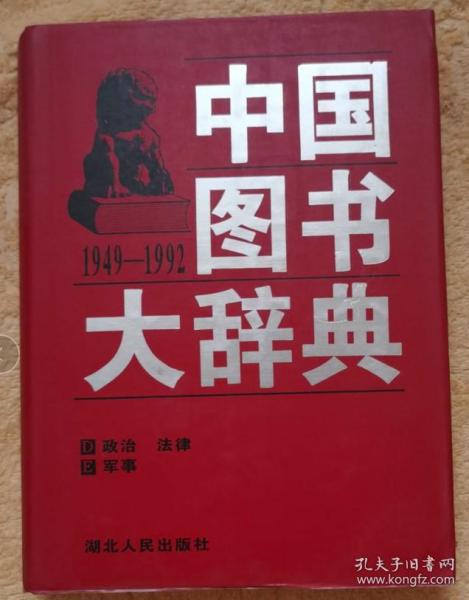 中国
图书
1949—1992
大辞典
D 政治 法律
E 军事
湖北人民出版社
孔夫子旧书网
www.kongfz.com